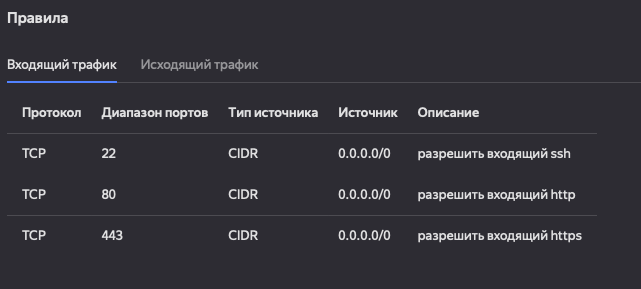 Правила
Входящий трафик Исходящий трафик
Протокол Диапазон портов Тип источника Источник Описание
TCP 22 CIDR 0.0.0.0/0 разрешить входящий ssh
TCP 80 CIDR 0.0.0.0/0 разрешить входящий http
TCP 443 CIDR 0.0.0.0/0 разрешить входящий https